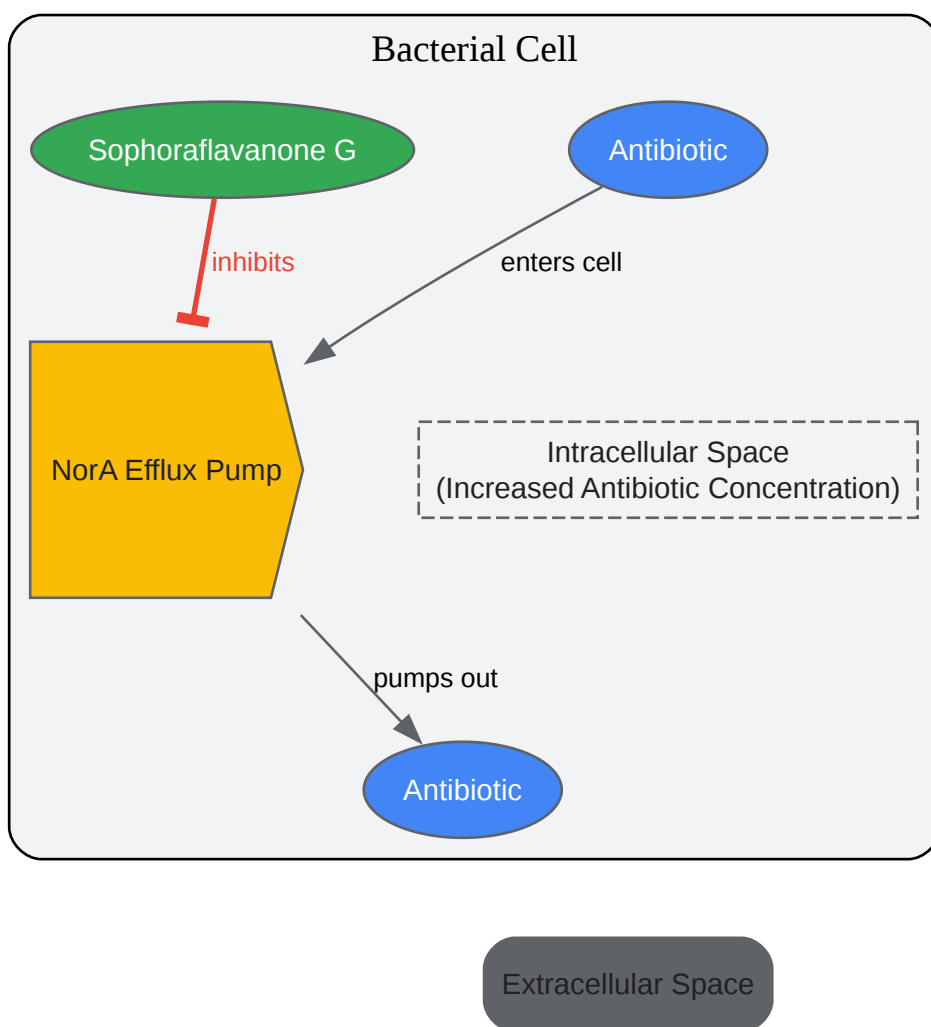 Bacterial Cell
Sophoraflavanone G
Antibiotic
inhibits
enters cell
NorA Efflux Pump
Intracellular Space
(Increased Antibiotic Concentration)
pumps out
Antibiotic
Extracellular Space